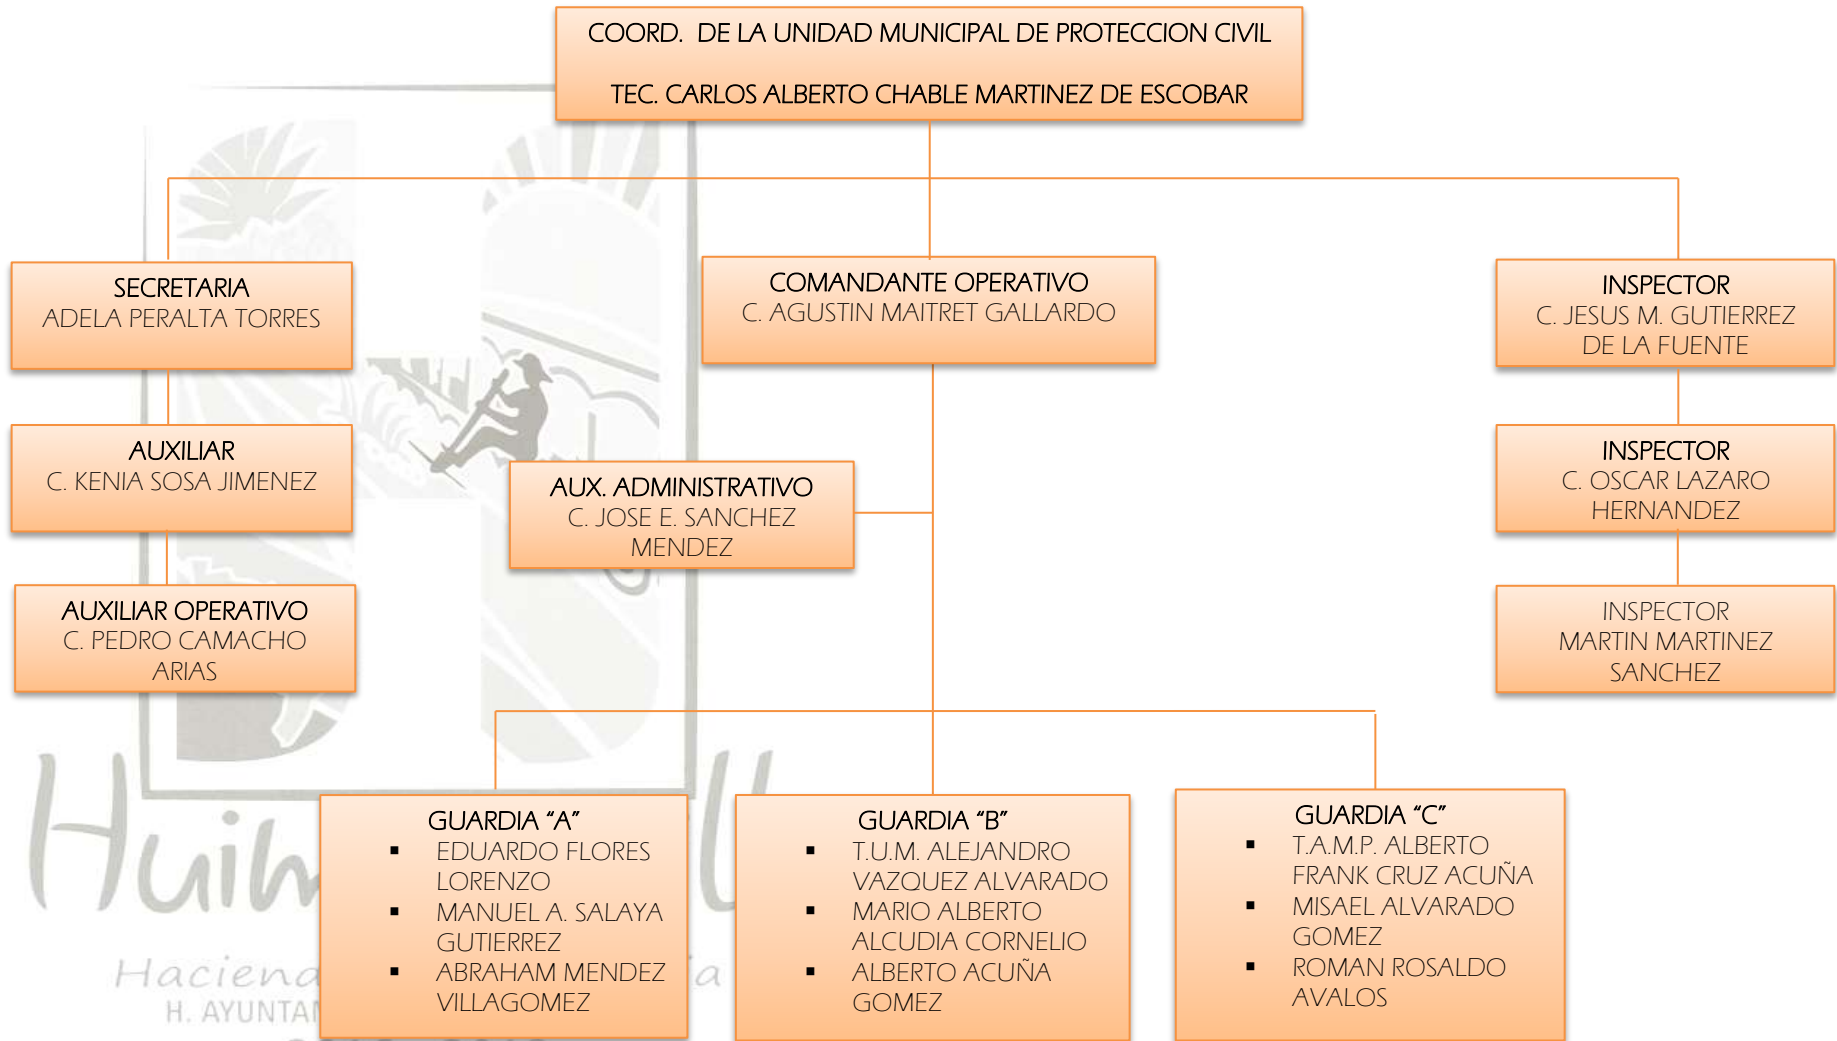 COORD. DE LA UNIDAD MUNICIPAL DE PROTECCION CIVIL
TEC. CARLOS ALBERTO CHABLE MARTINEZ DE ESCOBAR
SECRETARIA
ADELA PERALTA TORRES
COMANDANTE OPERATIVO
C. AGUSTIN MAITRET GALLARDO
INSPECTOR
C. JESUS M. GUTIERREZ
DE LA FUENTE
AUXILIAR
C. KENIA SOSA JIMENEZ
AUX. ADMINISTRATIVO
C. JOSE E. SANCHEZ
MENDEZ
INSPECTOR
C. OSCAR LAZARO
HERNANDEZ
AUXILIAR OPERATIVO
C. PEDRO CAMACHO
ARIAS
INSPECTOR
MARTIN MARTINEZ
SANCHEZ
GUARDIA “A”
▪ EDUARDO FLORES
LORENZO
▪ MANUEL A. SALAYA
GUTIERREZ
▪ ABRAHAM MENDEZ
VILLAGOMEZ
GUARDIA “B”
▪ T.U.M. ALEJANDRO
VAZQUEZ ALVARADO
▪ MARIO ALBERTO
ALCUDIA CORNELIO
▪ ALBERTO ACUÑA
GOMEZ
GUARDIA “C”
▪ T.A.M.P. ALBERTO
FRANK CRUZ ACUÑA
▪ MISAEL ALVARADO
GOMEZ
▪ ROMAN ROSALDO
AVALOS
H.